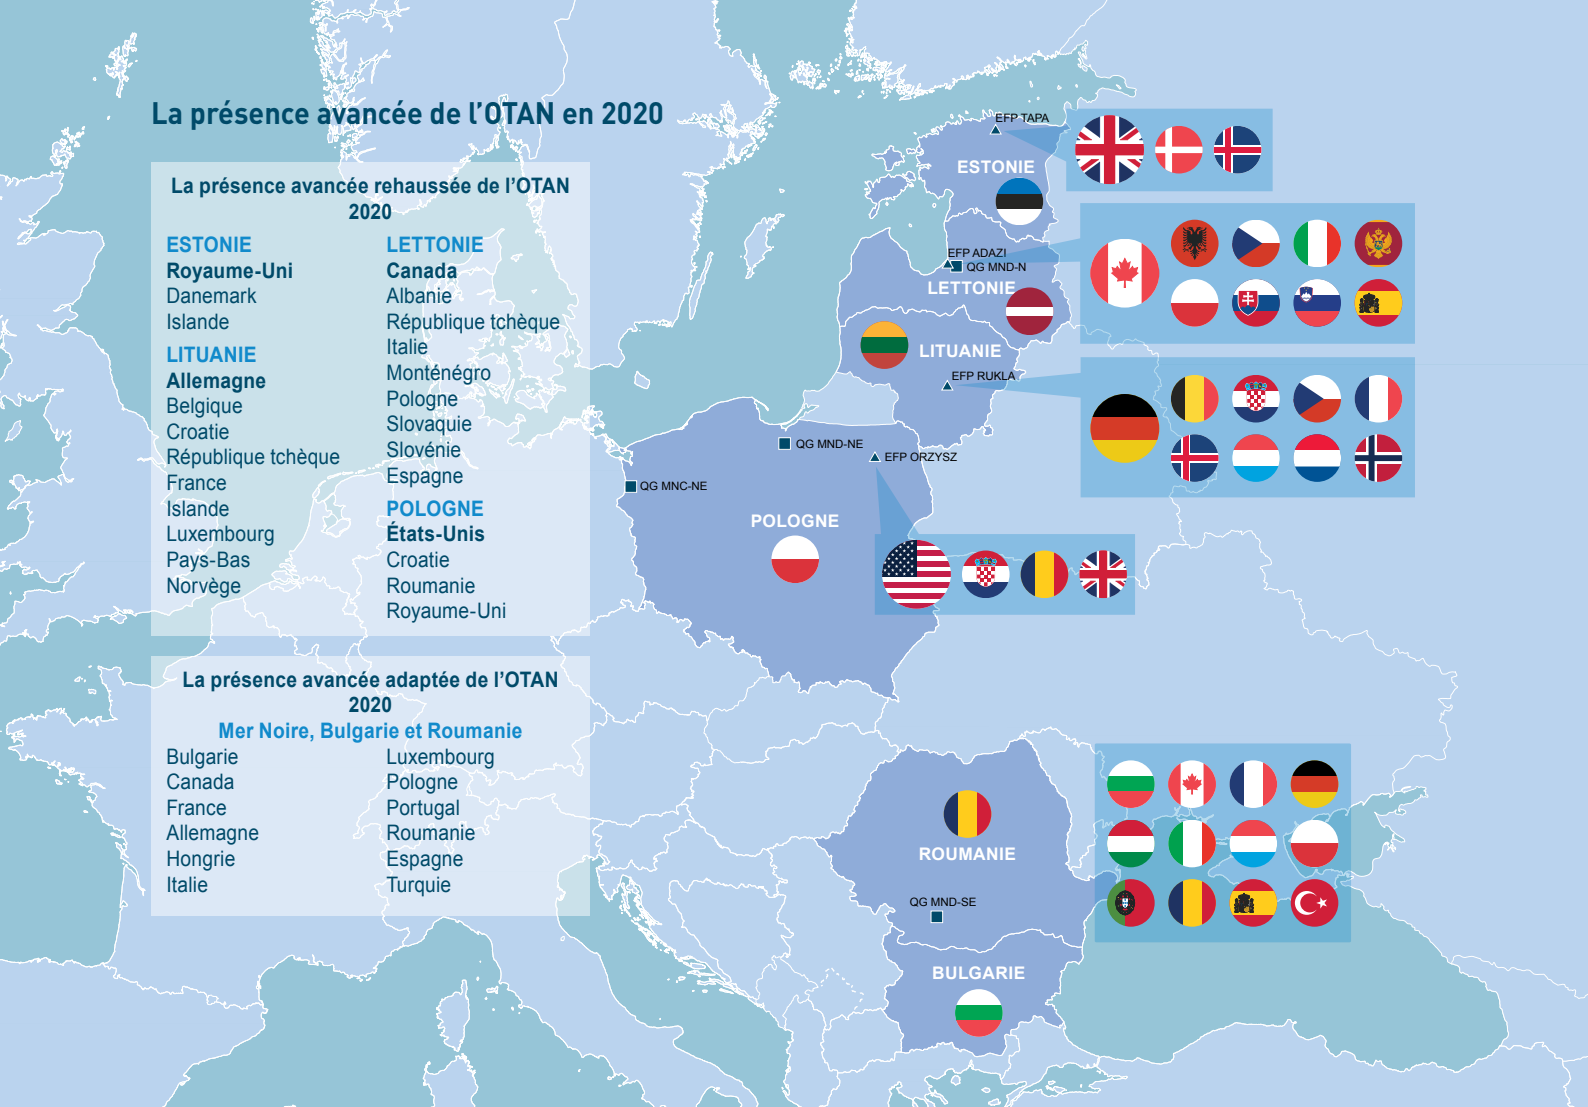 La présence avancée de l'OTAN en 2020
La présence avancée rehaussée de l'OTAN
2020
ESTONIE
Royaume-Uni
Danemark
Islande
LITUANIE
Allemagne
Belgique
Croatie
République tchèque
France
Islande
Luxembourg
Pays-Bas
Norvège
LETTONIE
Canada
Albanie
République tchèque
Italie
Monténégro
Pologne
Slovaquie
Slovénie
Espagne
POLOGNE
États-Unis
Croatie
Roumanie
Royaume-Uni
La présence avancée adaptée de l'OTAN
2020
Mer Noire, Bulgarie et Roumanie
Bulgarie
Canada
France
Allemagne
Hongrie
Italie
Luxembourg
Pologne
Portugal
Roumanie
Espagne
Turquie
EFP TAPA
ESTONIE
EFP ADAZI
QG MND-N
LETTONIE
LITUANIE
EFP RUKLA
QG MND-NE
EFP ORZYSZ
QG MNC-NE
POLOGNE
ROUMANIE
QG MND-SE
BULGARIE